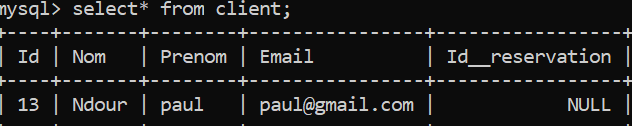 mysql> select* from client;
+----+-------+--------+----------------+-----------------+
| Id | Nom   | Prenom | Email          | Id__reservation |
+----+-------+--------+----------------+-----------------+
| 13 | Ndour | paul   | paul@gmail.com |            NULL |